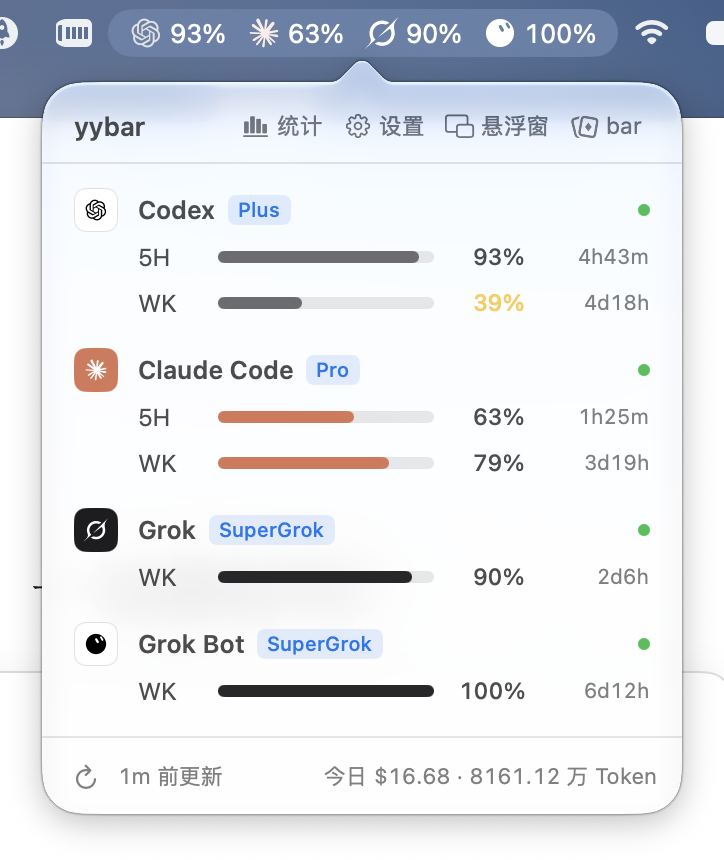 93% 63% 90% 100%
yybar 统计 设置 悬浮窗 bar
Codex Plus
5H 93% 4h43m
WK 39% 4d18h
Claude Code Pro
5H 63% 1h25m
WK 79% 3d19h
Grok SuperGrok
WK 90% 2d6h
Grok Bot SuperGrok
WK 100% 6d12h
1m 前更新 今日 $16.68 · 8161.12 万 Token